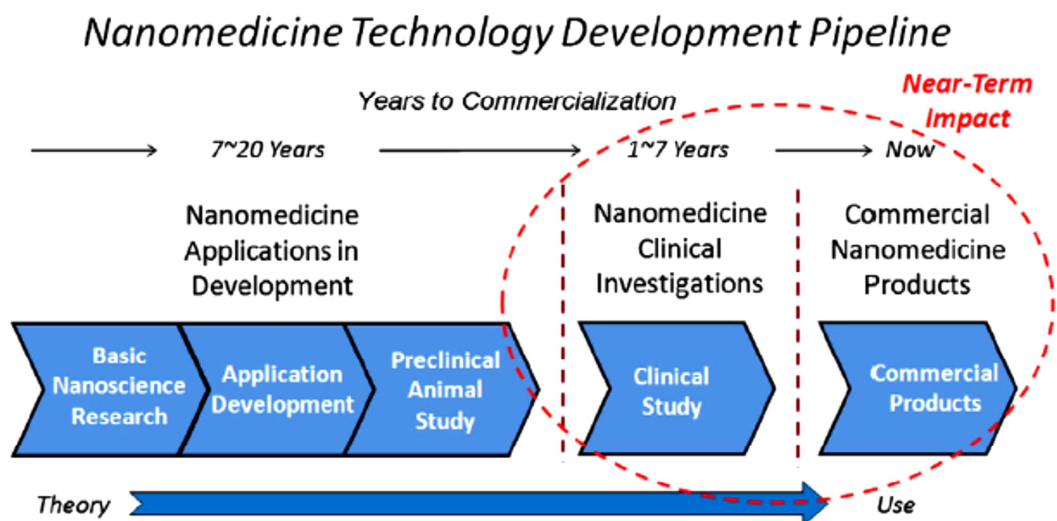 Nanomedicine Technology Development Pipeline
Years to Commercialization
Near-Term
Impact
7~20 Years
1~7 Years
Now
Nanomedicine
Applications in
Development
Nanomedicine
Clinical
Investigations
Commercial
Nanomedicine
Products
Basic
Nanoscience
Research
Application
Development
Preclinical
Animal
Study
Clinical
Study
Commercial
Products
Theory
Use